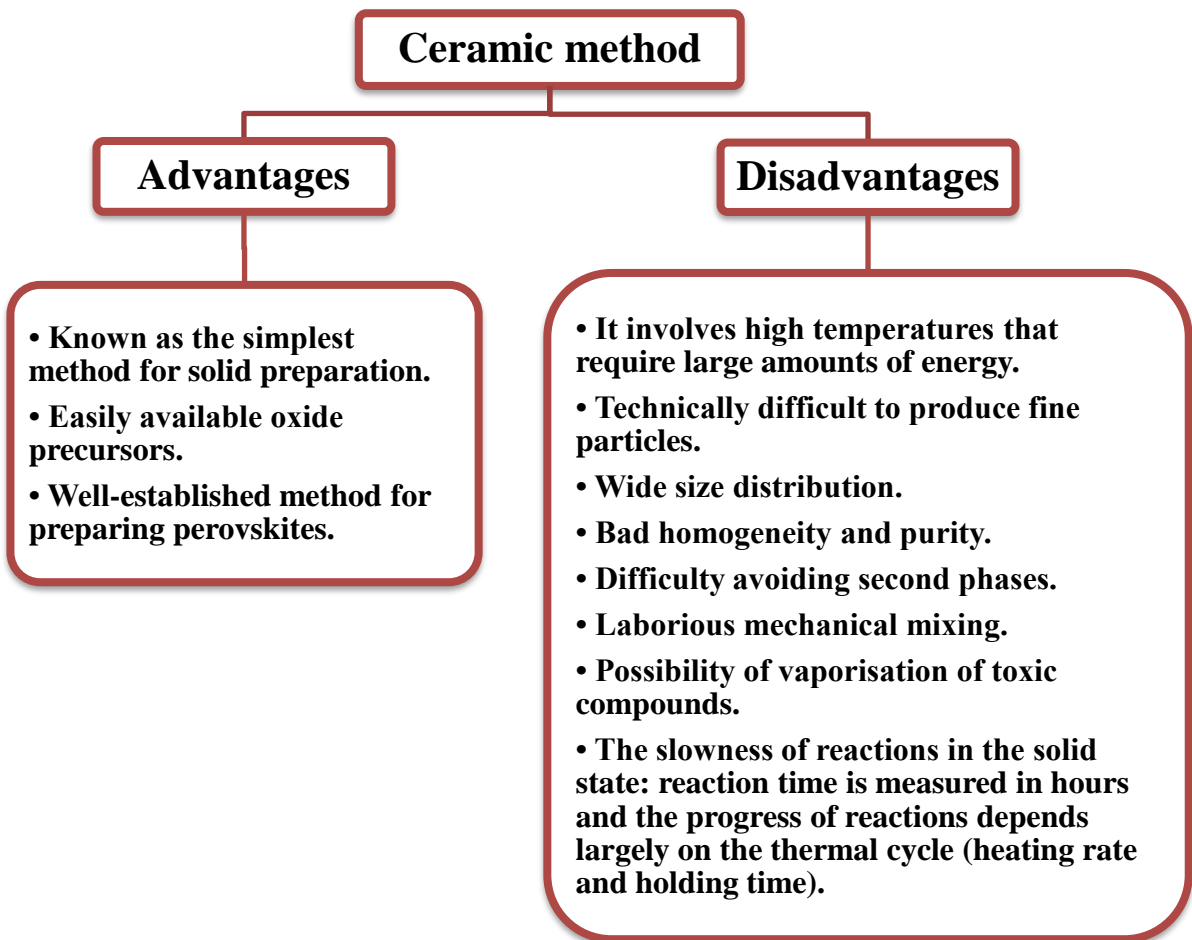 Ceramic method
Advantages
Disadvantages
• Known as the simplest
method for solid preparation.
• Easily available oxide
precursors.
• Well-established method for
preparing perovskites.
• It involves high temperatures that
require large amounts of energy.
• Technically difficult to produce fine
particles.
• Wide size distribution.
• Bad homogeneity and purity.
• Difficulty avoiding second phases.
• Laborious mechanical mixing.
• Possibility of vaporisation of toxic
compounds.
• The slowness of reactions in the solid
state: reaction time is measured in hours
and the progress of reactions depends
largely on the thermal cycle (heating rate
and holding time).